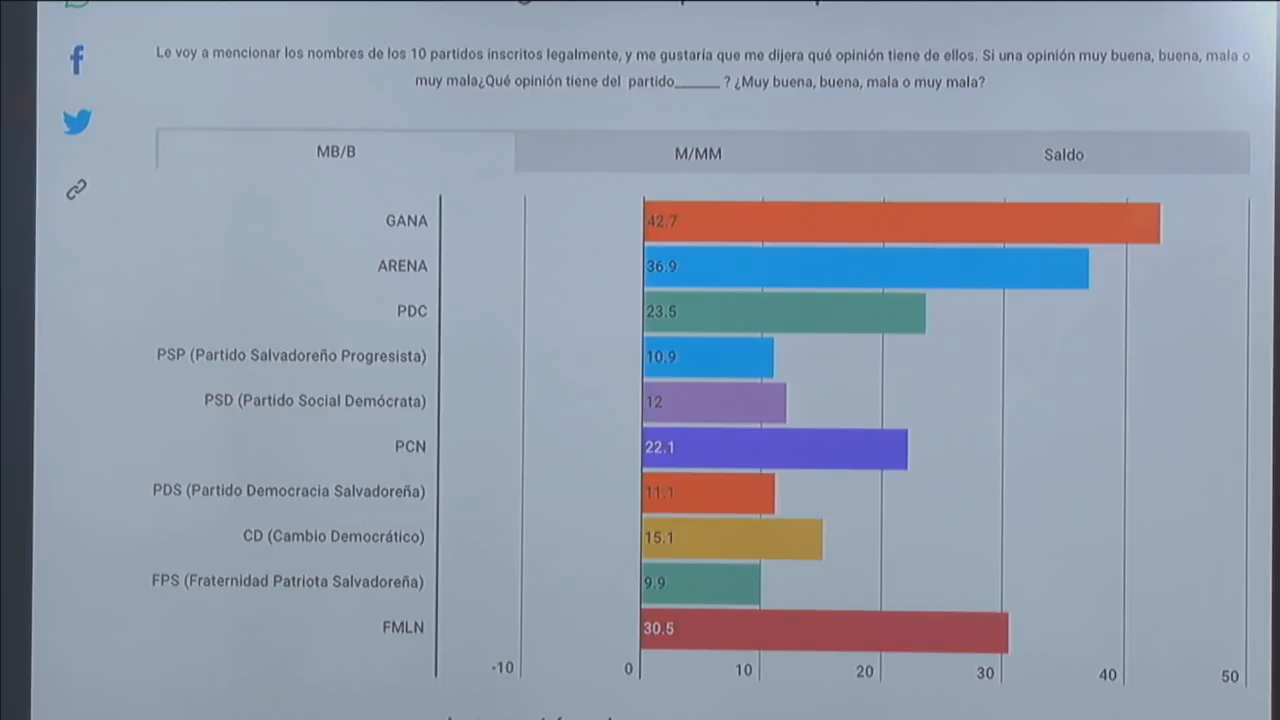 Le voy a mencionar los nombres de los 10 partidos inscritos legalmente, y me gustaría que me dijera qué opinión tiene de ellos. Si una opinión muy buena, buena, mala o
muy mala¿Qué opinión tiene del partido______ ? ¿Muy buena, buena, mala o muy mala?
MB/B M/MM Saldo
GANA 42.7
ARENA 36.9
PDC 23.5
PSP (Partido Salvadoreño Progresista) 10.9
PSD (Partido Social Demócrata) 12
PCN 22.1
PDS (Partido Democracia Salvadoreña) 11.1
CD (Cambio Democrático) 15.1
FPS (Fraternidad Patriota Salvadoreña) 9.9
FMLN 30.5
-10 0 10 20 30 40 50